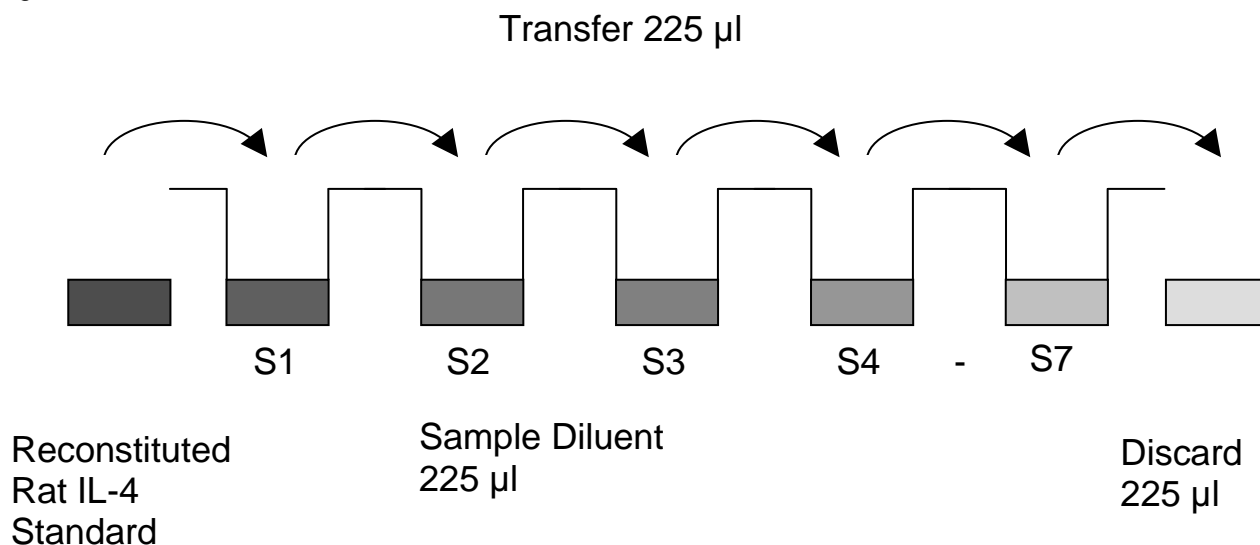 Transfer 225 µl
S1 S2 S3 S4 - S7
Reconstituted
Rat IL-4
Standard
Sample Diluent
225 µl
Discard
225 µl